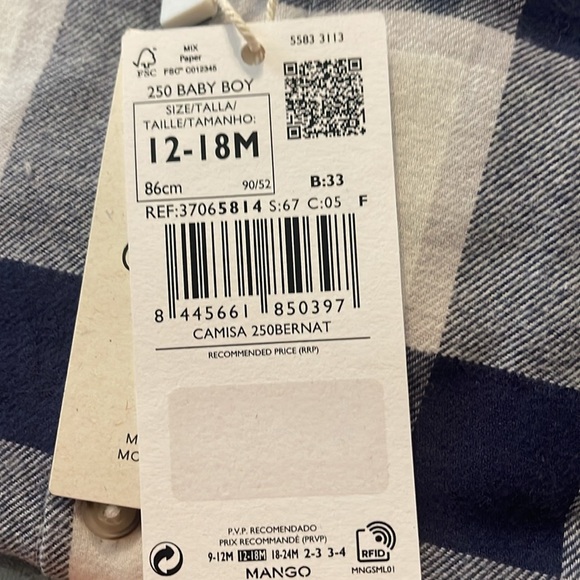 5583 3113
MIX
Paper
FSC FSC® C012345
250 BABY BOY
SIZE/TALLA/
TAILLE/TAMANHO:
12-18M
86cm 90/52
B:33
REF:37065814 S:67 C:05 F
8 445661 850397
CAMISA 250BERNAT
RECOMMENDED PRICE (RRP)
P.V.P. RECOMENDADO
PRIX RECOMMANDÉ (PRVP)
9-12M 12-18M 18-24M 2-3 3-4
MANGO
RFID
MNGSML01